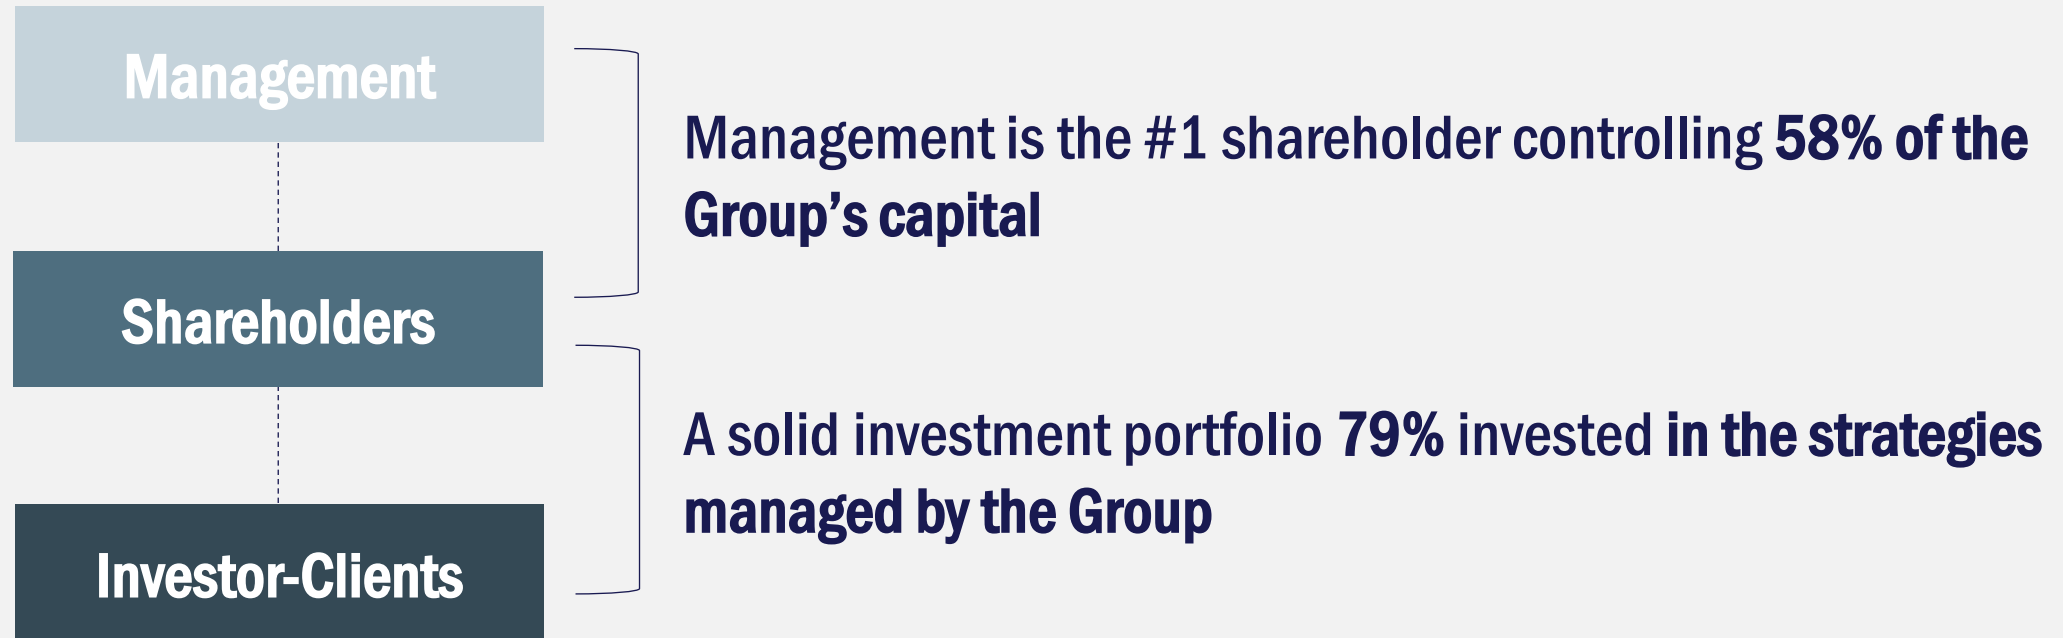 Management
Management is the #1 shareholder controlling 58% of the
Group’s capital
Shareholders
A solid investment portfolio 79% invested in the strategies
managed by the Group
Investor-Clients